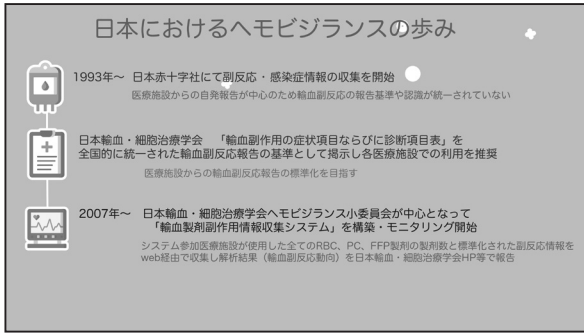 日本におけるヘモビジランスの歩み
1993年～ 日本赤十字社にて副反応・感染症情報の収集を開始
医療施設からの自発報告が中心のため輸血副反応の報告基準や認識が統一されていない
日本輸血・細胞治療学会 「輸血副作用の症状項目ならびに診断項目表」を
全国的に統一された輸血副反応報告の基準として掲示し各医療施設での利用を推奨
医療施設からの輸血副反応報告の標準化を目指す
2007年～ 日本輸血・細胞治療学会ヘモビジランス小委員会が中心となって
「輸血製剤副作用情報収集システム」を構築・モニタリング開始
システム参加医療施設が使用した全てのRBC、PC、FFP製剤の製剤数と標準化された副反応情報を
web経由で収集し解析結果（輸血副反応動向）を日本輸血・細胞治療学会HP等で報告